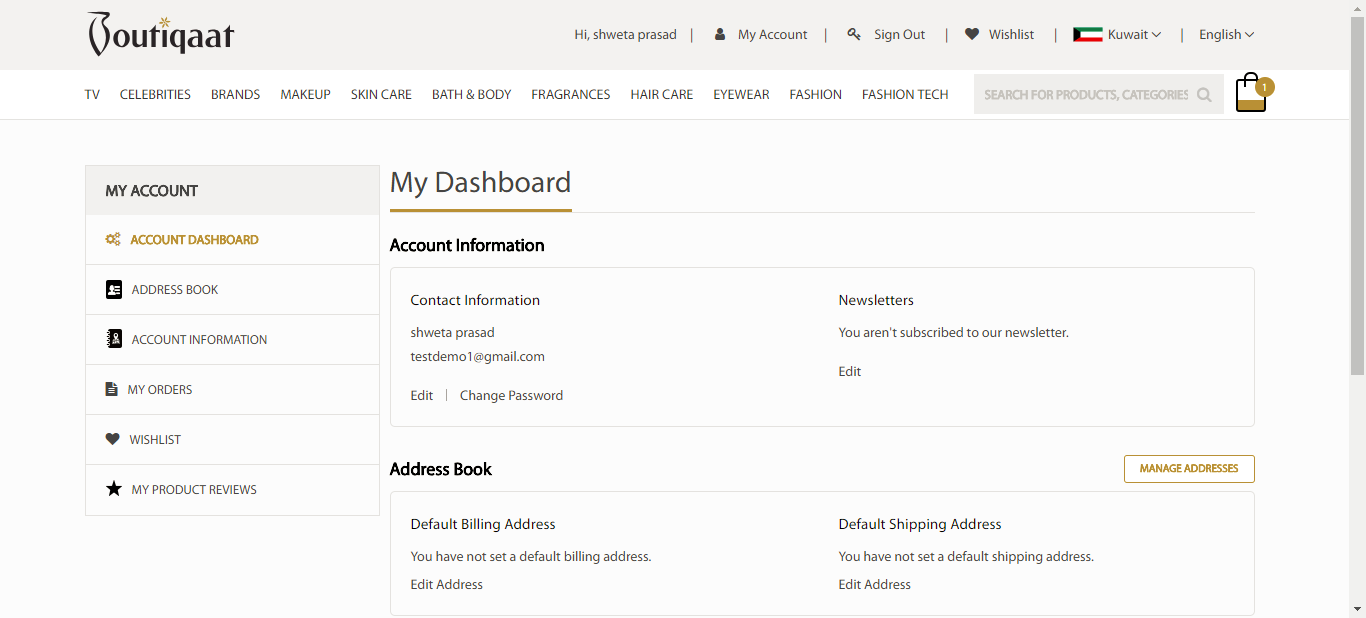 Boutiqaat
Hi, shweta prasad | My Account | Sign Out | Wishlist | Kuwait | English
TV CELEBRITIES BRANDS MAKEUP SKIN CARE BATH & BODY FRAGRANCES HAIR CARE EYEWEAR FASHION FASHION TECH SEARCH FOR PRODUCTS, CATEGORIES 1
MY ACCOUNT
ACCOUNT DASHBOARD
ADDRESS BOOK
ACCOUNT INFORMATION
MY ORDERS
WISHLIST
MY PRODUCT REVIEWS
My Dashboard
Account Information
Contact Information
shweta prasad
testdemo1@gmail.com
Edit | Change Password
Newsletters
You aren't subscribed to our newsletter.
Edit
Address Book
MANAGE ADDRESSES
Default Billing Address
You have not set a default billing address.
Edit Address
Default Shipping Address
You have not set a default shipping address.
Edit Address